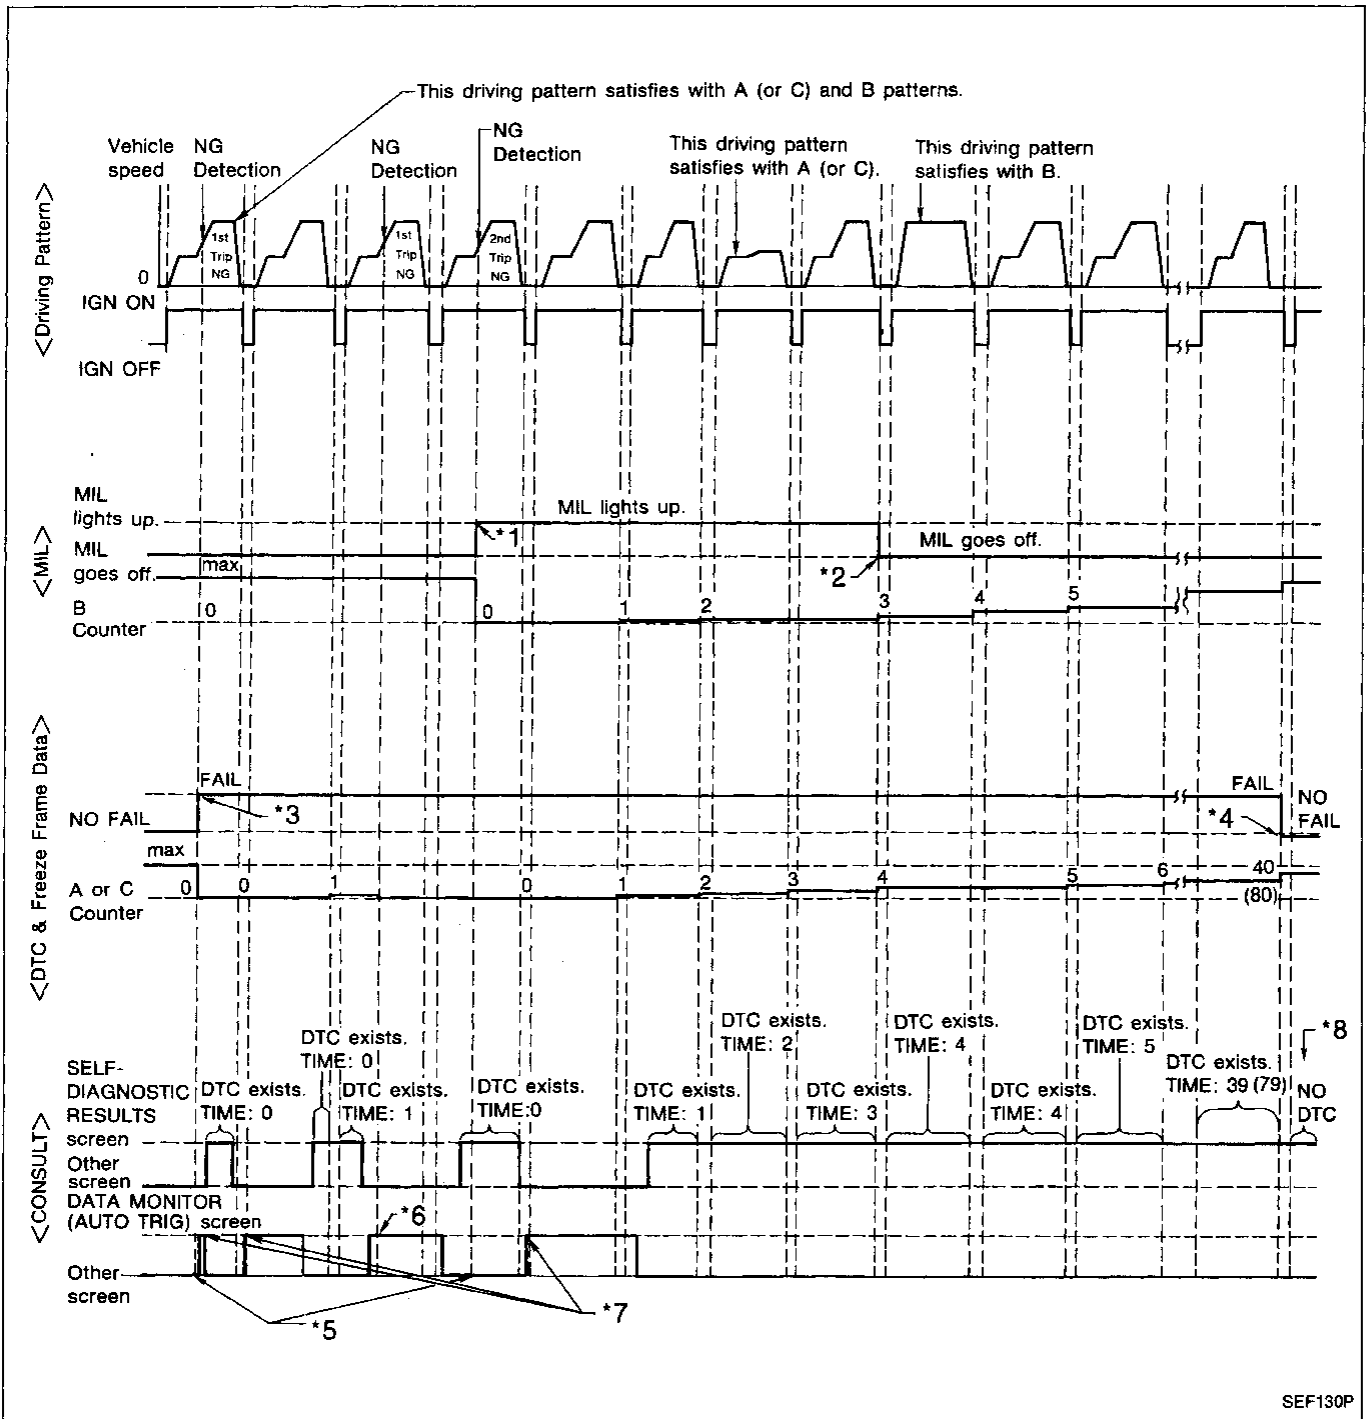 This driving pattern satisfies with A (or C) and B patterns.
Vehicle
speed
NG
Detection
NG
Detection
NG
Detection
This driving pattern
satisfies with A (or C).
This driving pattern
satisfies with B.
1st
Trip
NG
1st
Trip
NG
2nd
Trip
NG
0
IGN ON
IGN OFF
<Driving Pattern>
MIL
lights up.
MIL lights up.
*1
MIL
goes off.
MIL goes off.
*2
max
B
Counter
0
0
1
2
3
4
5
<MIL>
FAIL
*3
NO FAIL
FAIL
*4
NO
FAIL
max
A or C
Counter
0
0
1
0
1
2
3
4
5
6
40
(80)
<DTC & Freeze Frame Data>
SELF-
DIAGNOSTIC
RESULTS
screen
Other
screen
DTC exists.
TIME: 0
DTC exists.
TIME: 0
DTC exists.
TIME: 1
DTC exists.
TIME:0
DTC exists.
TIME: 1
DTC exists.
TIME: 2
DTC exists.
TIME: 3
DTC exists.
TIME: 4
DTC exists.
TIME: 4
DTC exists.
TIME: 5
DTC exists.
TIME: 39 (79)
*8
NO
DTC
DATA MONITOR
(AUTO TRIG) screen
*6
Other
screen
*5
*7
<CONSULT>
SEF130P